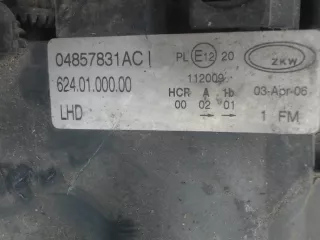 04857831AC |
PL E12 20
ZKW
624.01.000.00
112009
HCR A Hb
03-Apr-06
LHD
00 02 01
1 FM